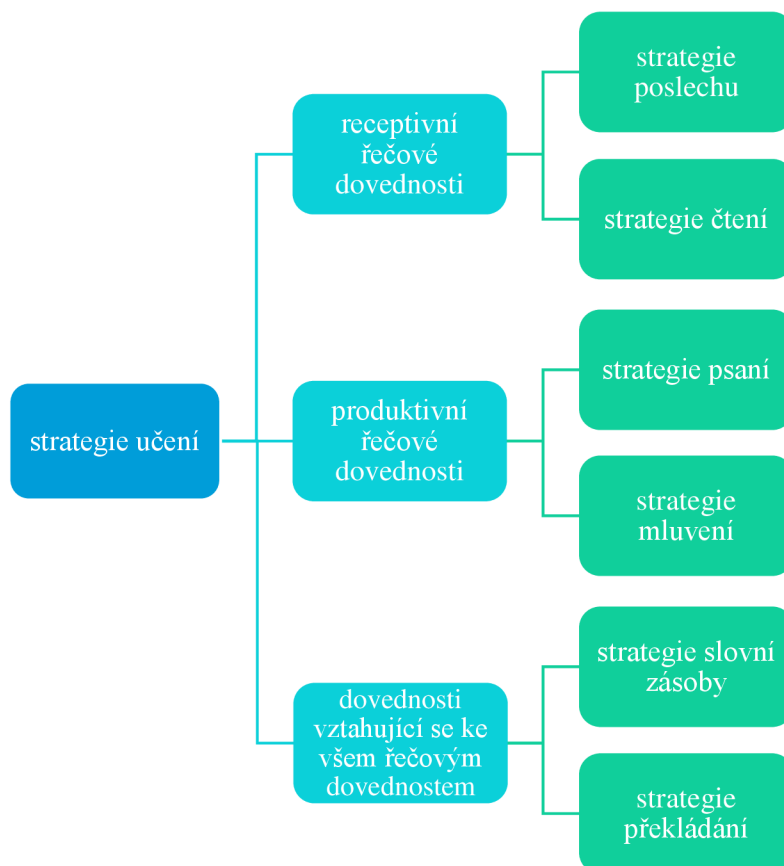 strategie učení
receptivní
řečové
dovednosti
strategie
poslechu
strategie čtení
produktivní
řečové
dovednosti
strategie psaní
strategie
mluvení
dovednosti
vztahující se ke
všem řečovým
dovednostem
strategie slovní
zásoby
strategie
překládání